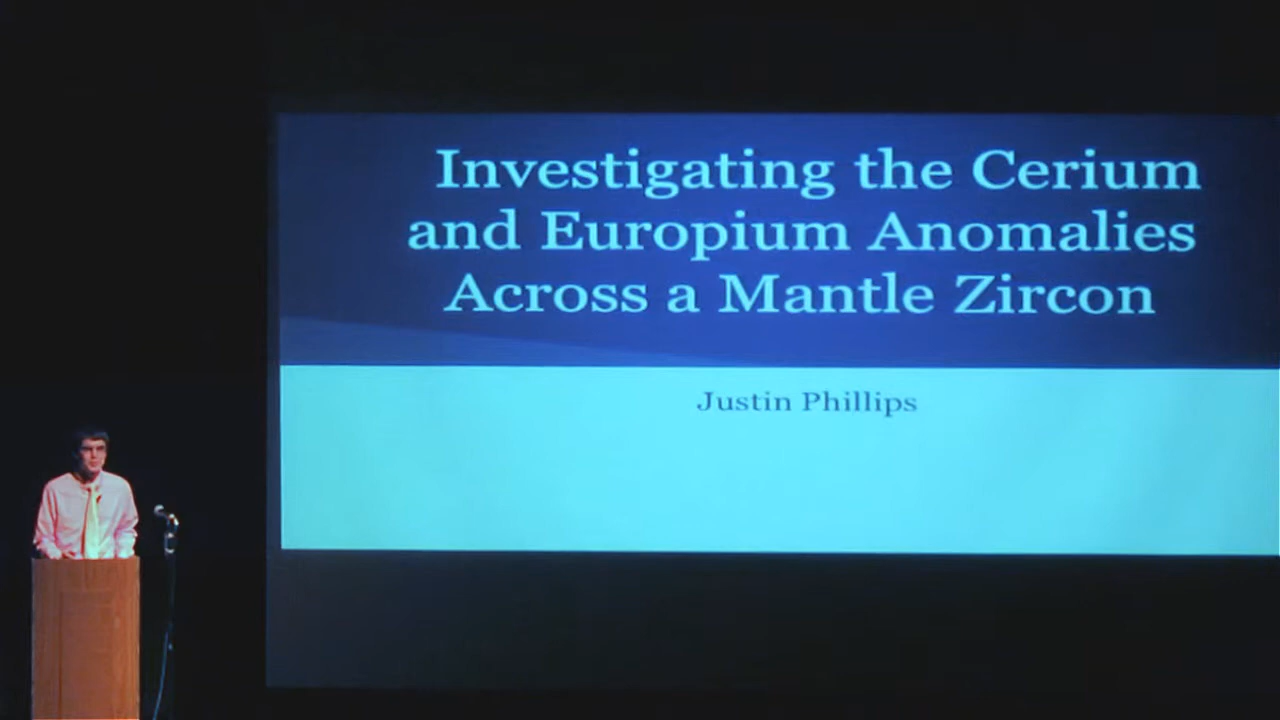 Investigating the Cerium
and Europium Anomalies
Across a Mantle Zircon
Justin Phillips